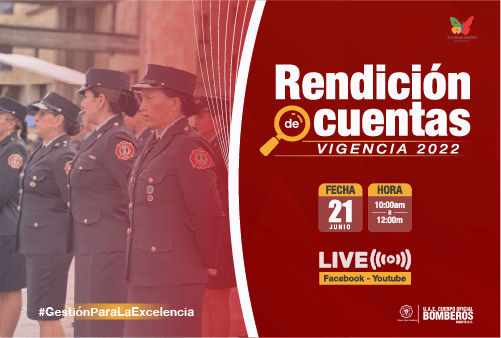 Rendición
de cuentas
VIGENCIA 2022
FECHA
21
JUNIO
HORA
10:00am
a
12:00m
LIVE
Facebook - Youtube
#GestiónParaLaExcelencia
U.A.E. CUERPO OFICIAL
BOMBEROS
BOGOTÁ D.C.